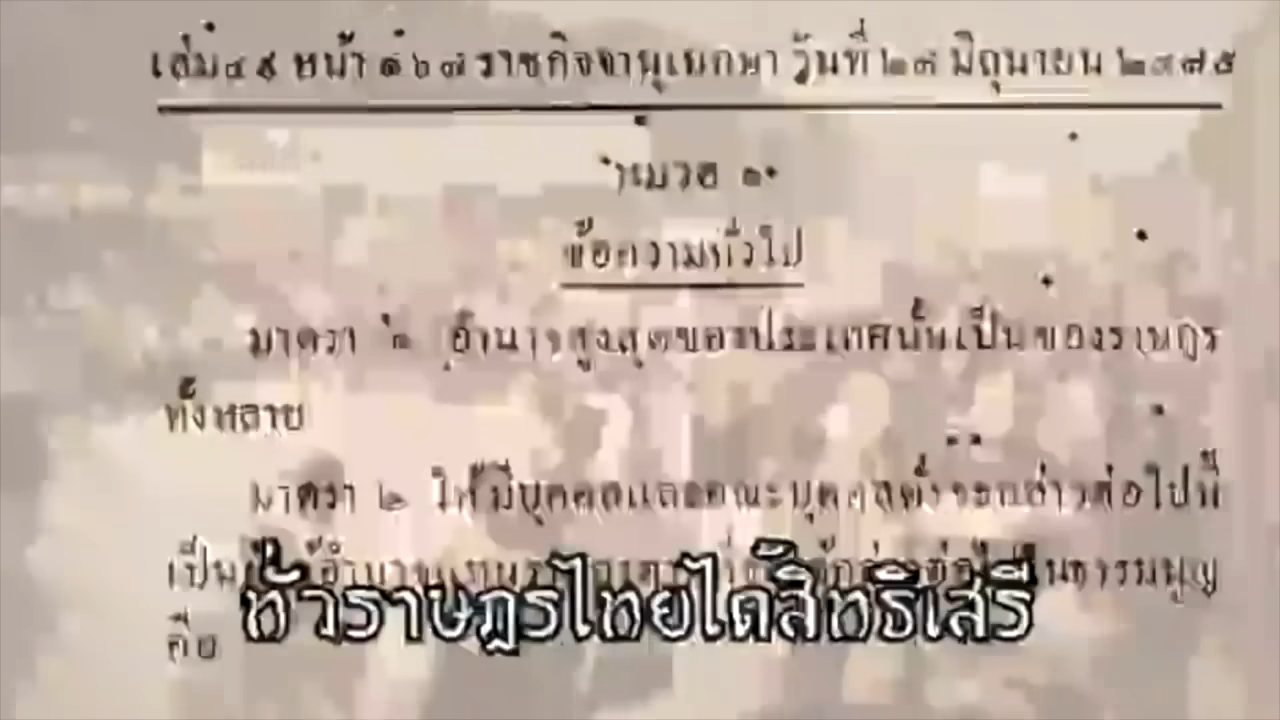 เล่ม ๔๙ หน้า ๑๖๗ ราชกิจจานุเบกษา วันที่ ๒๗ มิถุนายน ๒๔๗๕
หมวด ๑
ข้อความทั่วไป
มาตรา ๑ อำนาจสูงสุดของประเทศนั้นเป็นของราษฎร
ทั้งหลาย
มาตรา ๒ ให้มีบุคคลและคณะบุคคลดั่งจะกล่าวต่อไปนี้
เป็น
ธรรมนูญ
คือ
ทั่วราษฎรไทยได้สิทธิเสรี